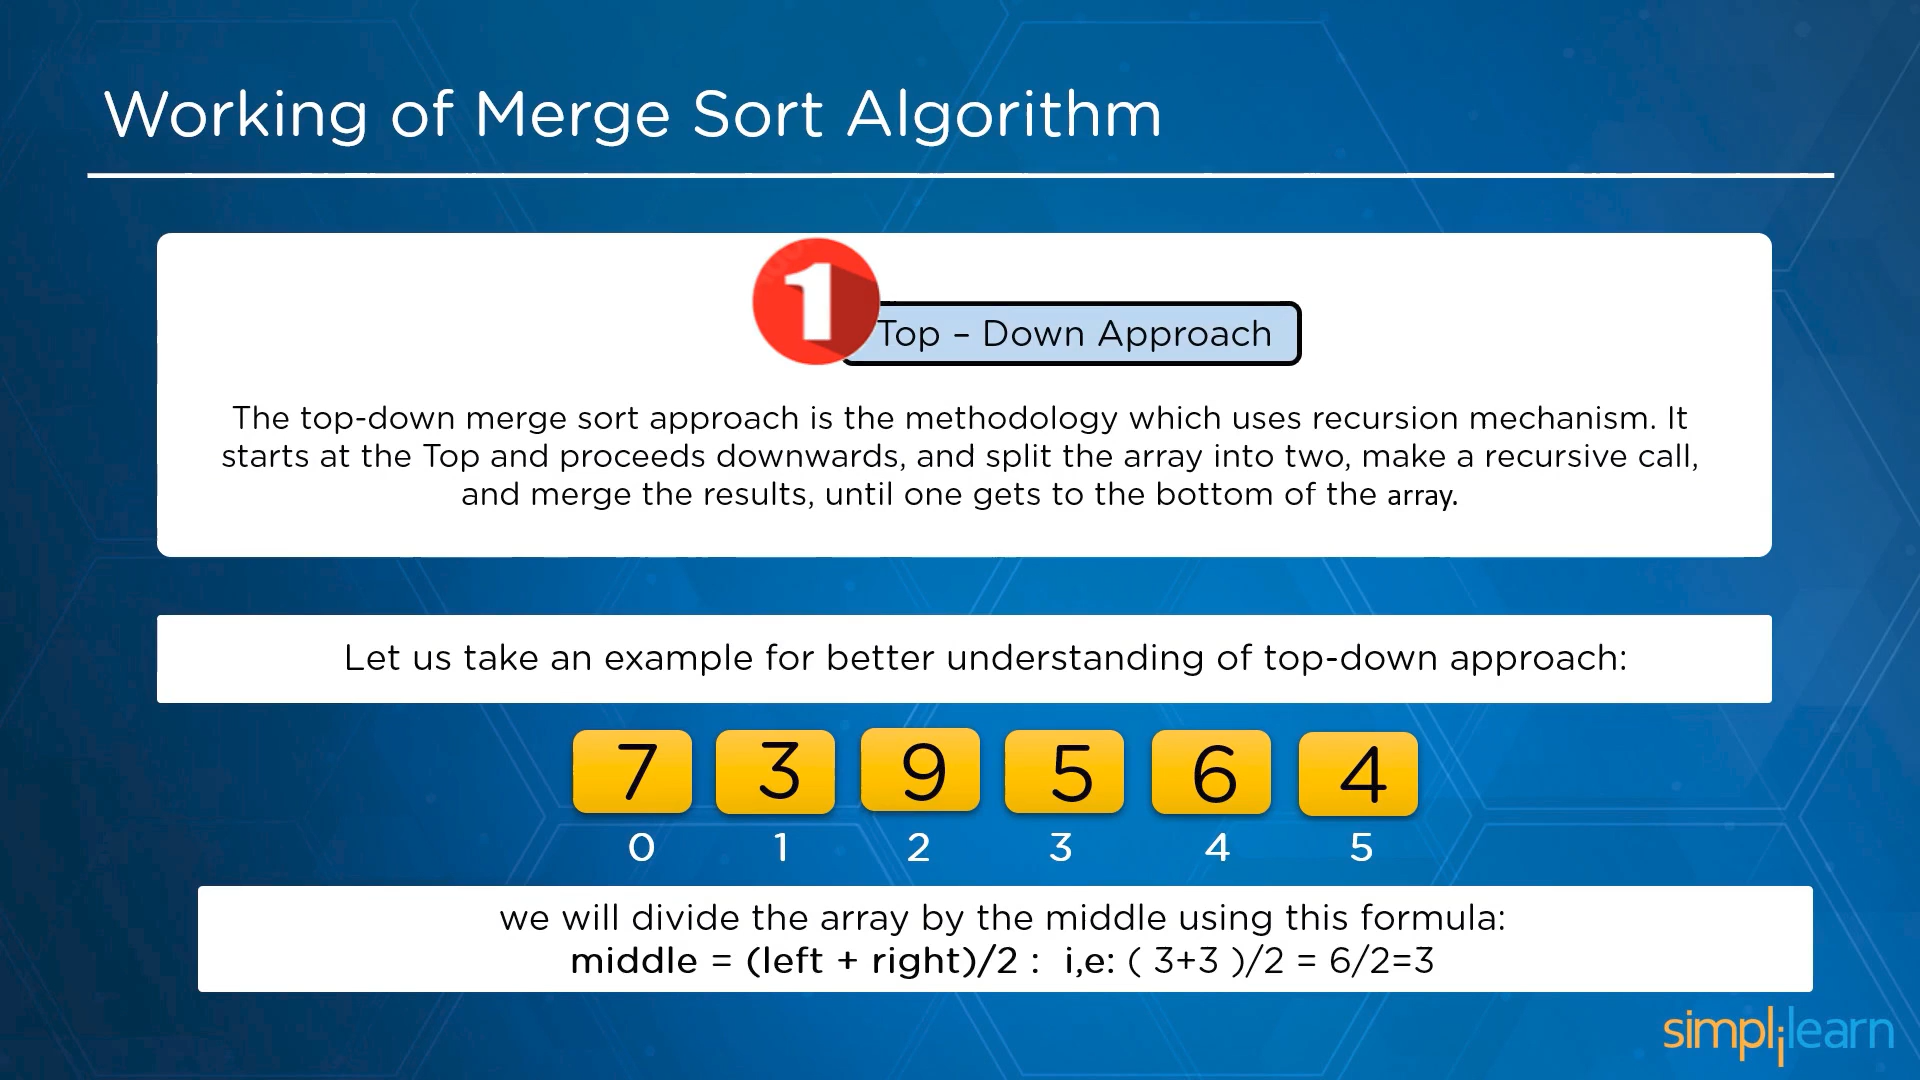 Working of Merge Sort Algorithm
1
Top – Down Approach
The top-down merge sort approach is the methodology which uses recursion mechanism. It
starts at the Top and proceeds downwards, and split the array into two, make a recursive call,
and merge the results, until one gets to the bottom of the array.
Let us take an example for better understanding of top-down approach:
7 3 9 5 6 4
0 1 2 3 4 5
we will divide the array by the middle using this formula:
middle = (left + right)/2 : i,e: ( 3+3 )/2 = 6/2=3
simplilearn